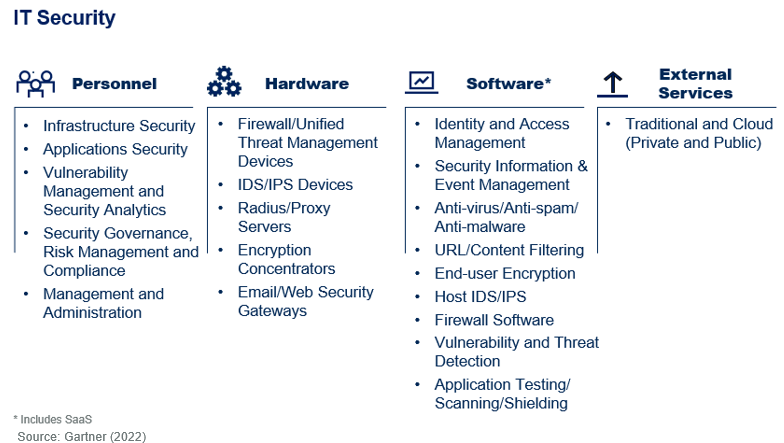 IT Security
Personnel
• Infrastructure Security
• Applications Security
• Vulnerability
Management and
Security Analytics
• Security Governance,
Risk Management and
Compliance
• Management and
Administration
Hardware
• Firewall/Unified
Threat Management
Devices
• IDS/IPS Devices
• Radius/Proxy
Servers
• Encryption
Concentrators
• Email/Web Security
Gateways
Software*
• Identity and Access
Management
• Security Information &
Event Management
• Anti-virus/Anti-spam/
Anti-malware
• URL/Content Filtering
• End-user Encryption
• Host IDS/IPS
• Firewall Software
• Vulnerability and Threat
Detection
• Application Testing/
Scanning/Shielding
External
Services
• Traditional and Cloud
(Private and Public)
* Includes SaaS
Source: Gartner (2022)